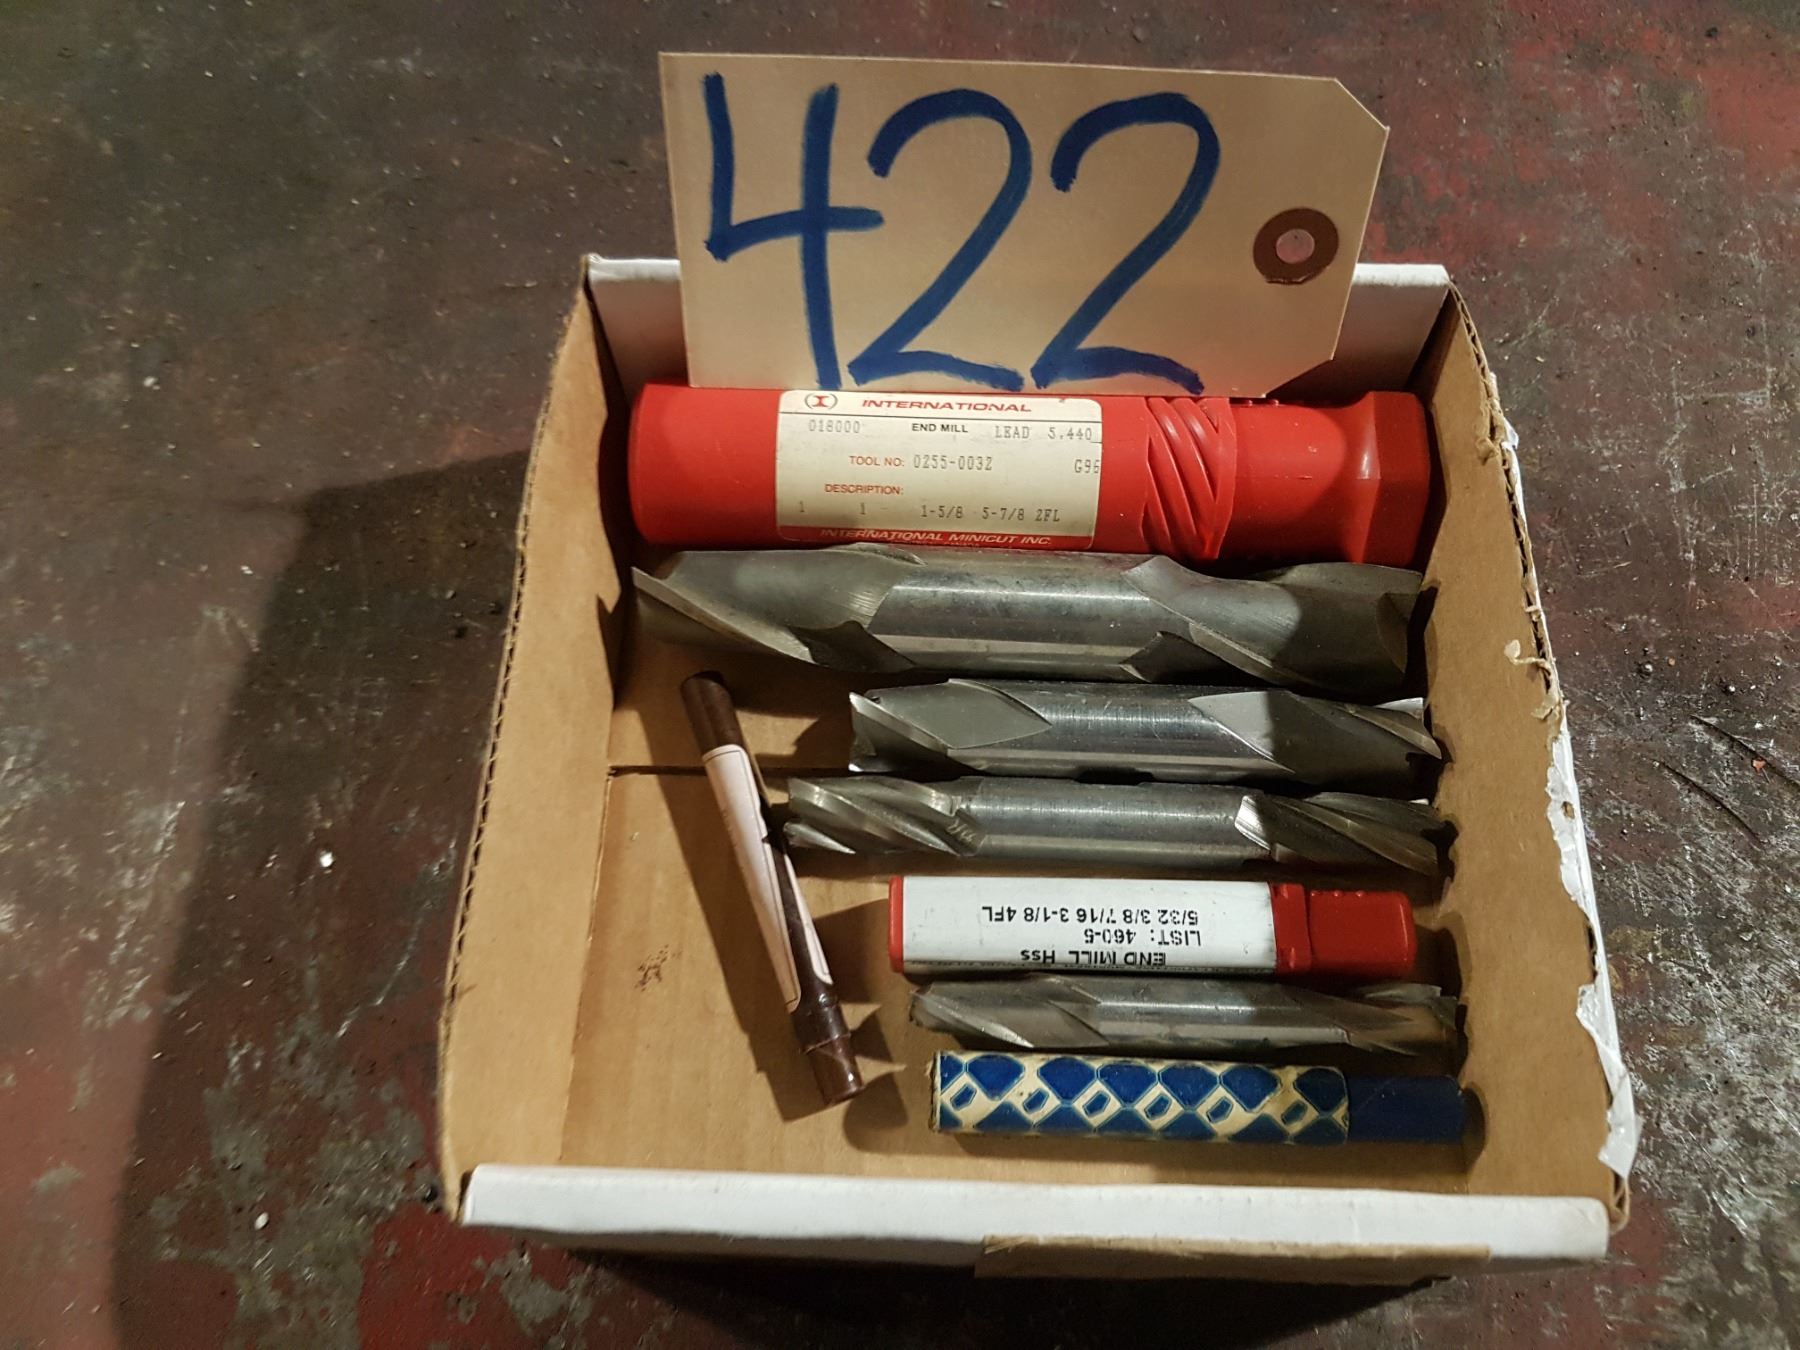 422
INTERNATIONAL
018000 END MILL LEAD 5.440
TOOL NO: 0255-0032 G96
DESCRIPTION:
1 1 1-5/8 5-7/8 2FL
INTERNATIONAL MINICUT INC.
END MILL Hss
LIST: 460-5
5/32 3/8 7/16 3-1/8 4FL